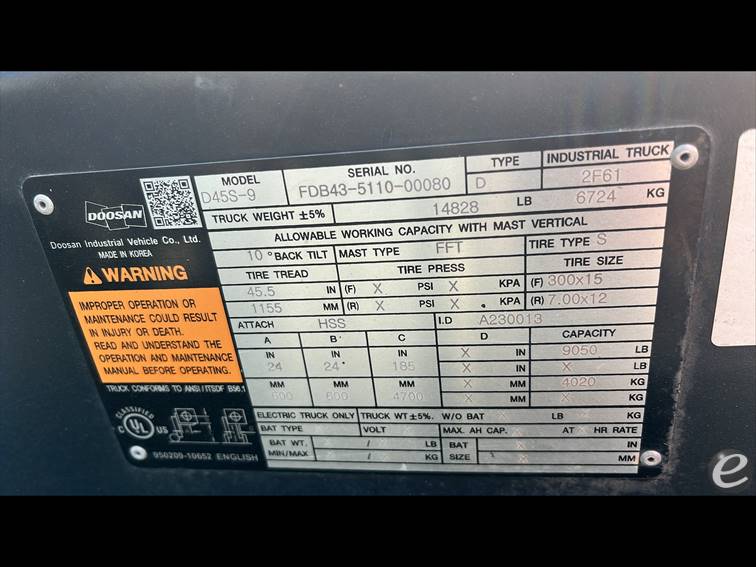 DOOSAN
Doosan Industrial Vehicle Co., Ltd.
MADE IN KOREA
WARNING
IMPROPER OPERATION OR
MAINTENANCE COULD RESULT
IN INJURY OR DEATH.
READ AND UNDERSTAND THE
OPERATION AND MAINTENANCE
MANUAL BEFORE OPERATING.
TRUCK CONFORMS TO ANSI/ITSDF B56.1
CLASSIFIED
C UL US
950209-10652 ENGLISH
MODEL D45S-9 SERIAL NO. FDB43-5110-00080 TYPE D INDUSTRIAL TRUCK 2F61
TRUCK WEIGHT ±5% 14828 LB 6724 KG
ALLOWABLE WORKING CAPACITY WITH MAST VERTICAL
10 ° BACK TILT MAST TYPE FFT TIRE TYPE S
TIRE TREAD TIRE PRESS TIRE SIZE
45.5 IN (F) X PSI X KPA (F) 300x15
1155 MM (R) X PSI X KPA (R) 7.00x12
ATTACH HSS I.D A230013
A B C D CAPACITY
IN 24 24 185 X IN 9050 LB
X X LB
MM 600 600 4700 X MM 4020 KG
X KG
ELECTRIC TRUCK ONLY TRUCK WT ±5%. W/O BAT X LB X KG
BAT TYPE VOLT MAX. AH CAP. AT X HR RATE
BAT WT. / LB BAT X IN
MIN/MAX / KG SIZE X MM
e